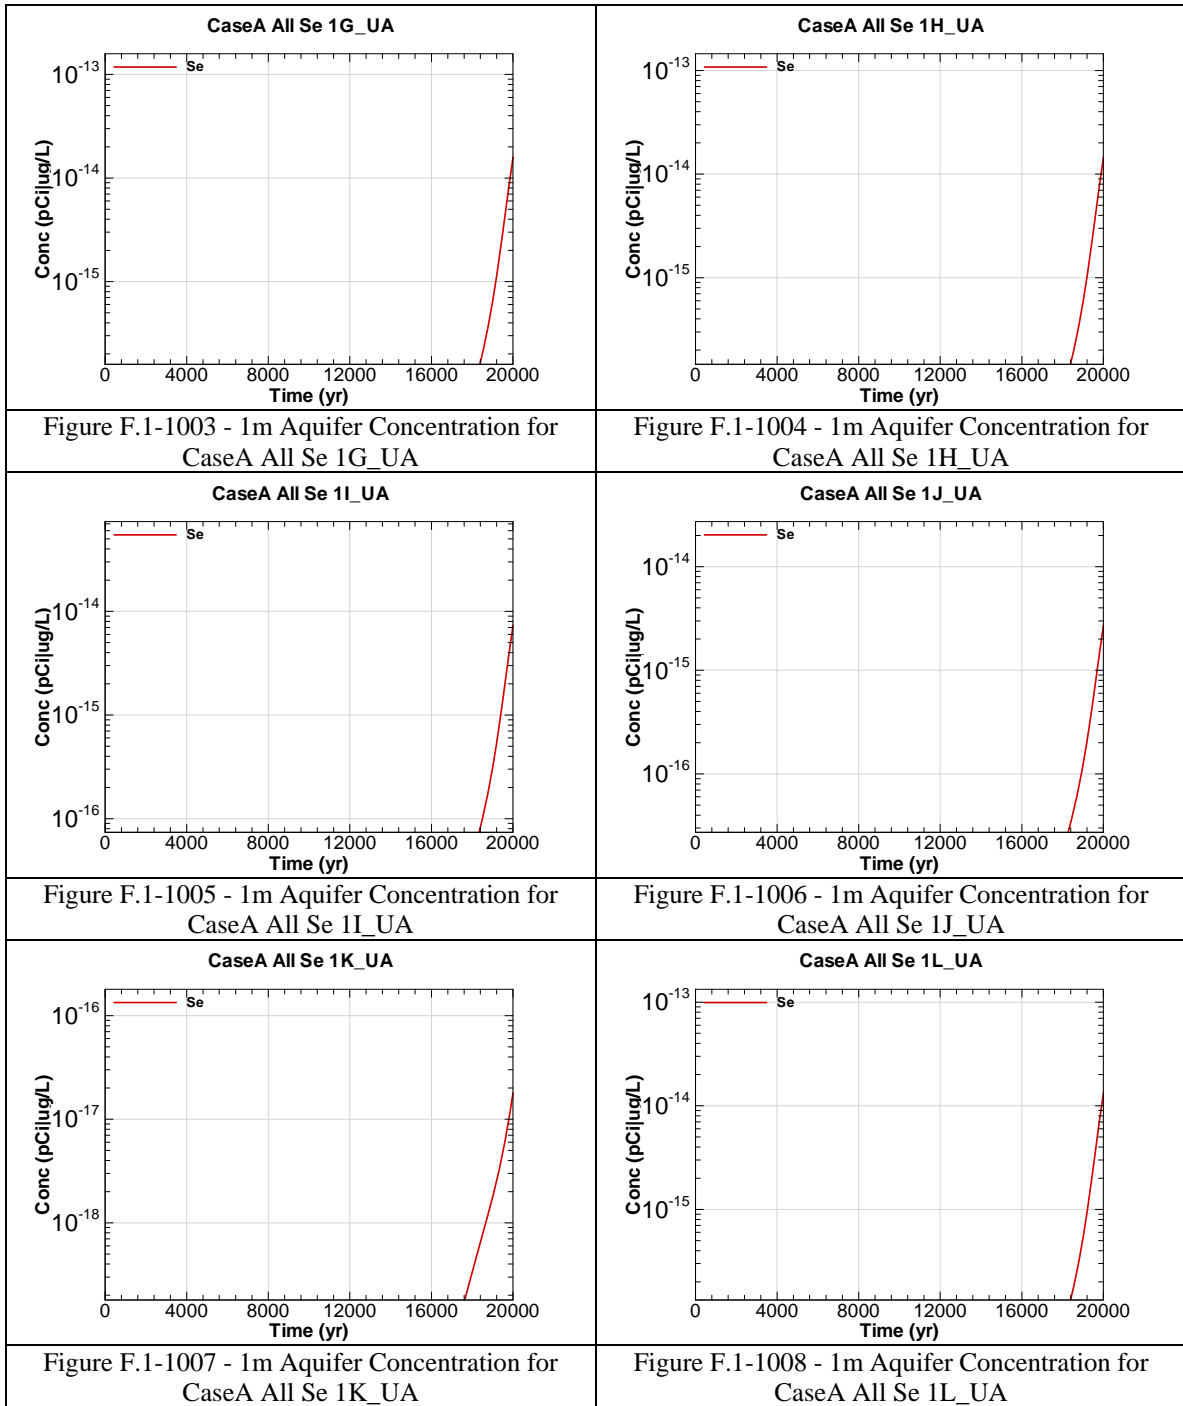 CaseA All Se 1G_UA
Se
10-13
10-14
10-15
Conc (pCi|ug/L)
0 4000 8000 12000 16000 20000
Time (yr)
Figure F.1-1003 - 1m Aquifer Concentration for
CaseA All Se 1G_UA
CaseA All Se 1H_UA
Se
10-13
10-14
10-15
Conc (pCi|ug/L)
0 4000 8000 12000 16000 20000
Time (yr)
Figure F.1-1004 - 1m Aquifer Concentration for
CaseA All Se 1H_UA
CaseA All Se 1I_UA
Se
10-14
10-15
10-16
Conc (pCi|ug/L)
0 4000 8000 12000 16000 20000
Time (yr)
Figure F.1-1005 - 1m Aquifer Concentration for
CaseA All Se 1I_UA
CaseA All Se 1J_UA
Se
10-14
10-15
10-16
Conc (pCi|ug/L)
0 4000 8000 12000 16000 20000
Time (yr)
Figure F.1-1006 - 1m Aquifer Concentration for
CaseA All Se 1J_UA
CaseA All Se 1K_UA
Se
10-16
10-17
10-18
Conc (pCi|ug/L)
0 4000 8000 12000 16000 20000
Time (yr)
Figure F.1-1007 - 1m Aquifer Concentration for
CaseA All Se 1K_UA
CaseA All Se 1L_UA
Se
10-13
10-14
10-15
Conc (pCi|ug/L)
0 4000 8000 12000 16000 20000
Time (yr)
Figure F.1-1008 - 1m Aquifer Concentration for
CaseA All Se 1L_UA